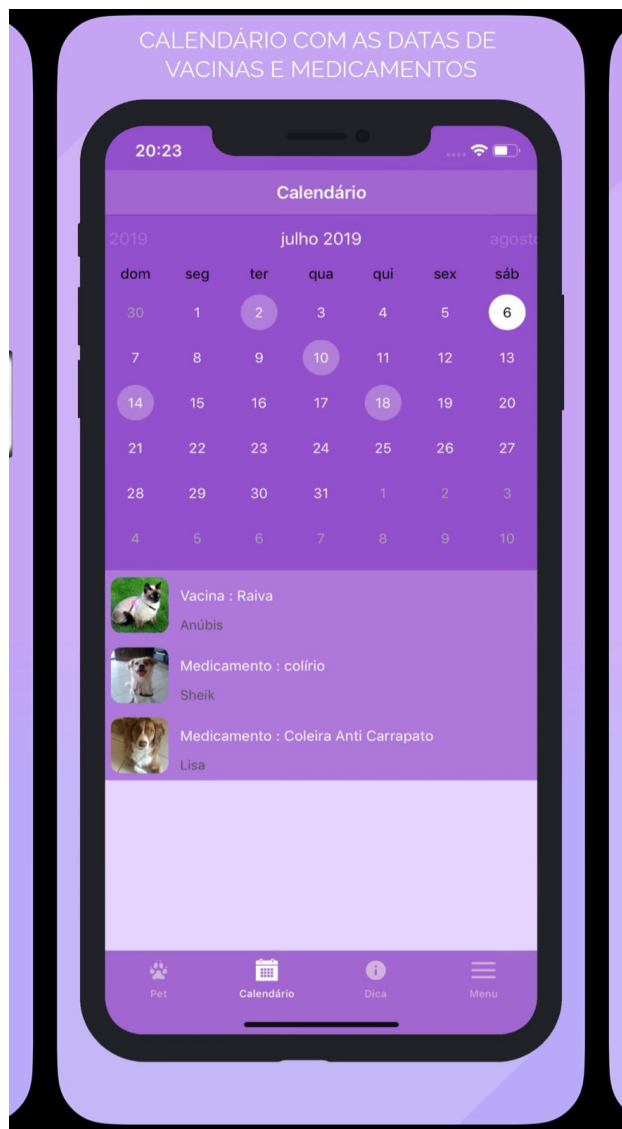 CALENDÁRIO COM AS DATAS DE
VACINAS E MEDICAMENTOS
20:23
Calendário
2019 julho 2019 agosto
dom seg ter qua qui sex sáb
30 1 2 3 4 5 6
7 8 9 10 11 12 13
14 15 16 17 18 19 20
21 22 23 24 25 26 27
28 29 30 31 1 2 3
4 5 6 7 8 9 10
Vacina : Raiva
Anúbis
Medicamento : colírio
Sheik
Medicamento : Coleira Anti Carrapato
Lisa
Pet Calendário Dica Menu